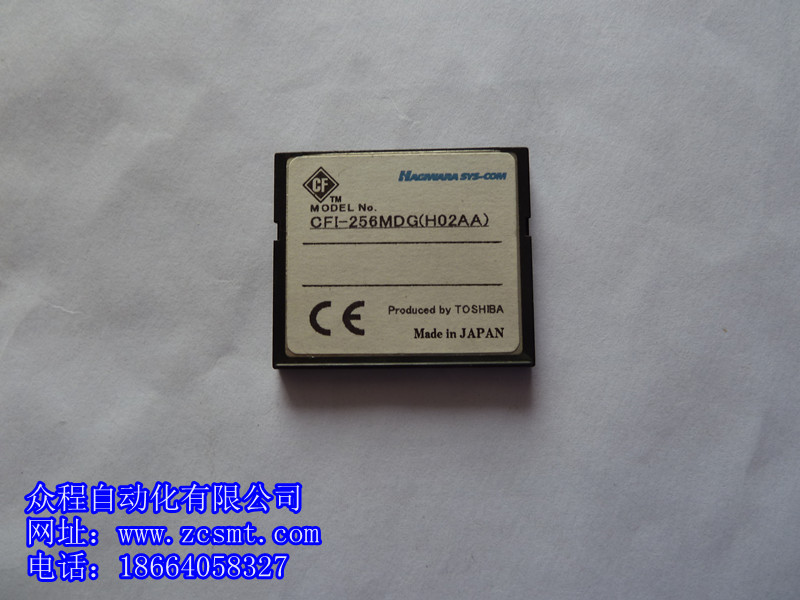 CF
TM
HAGIWARA SYS-COM
MODEL No.
CFI-256MDG(H02AA)
CE
Produced by TOSHIBA
Made in JAPAN
众程自动化有限公司
网址：www.zcsmt.com
电话：18664058327